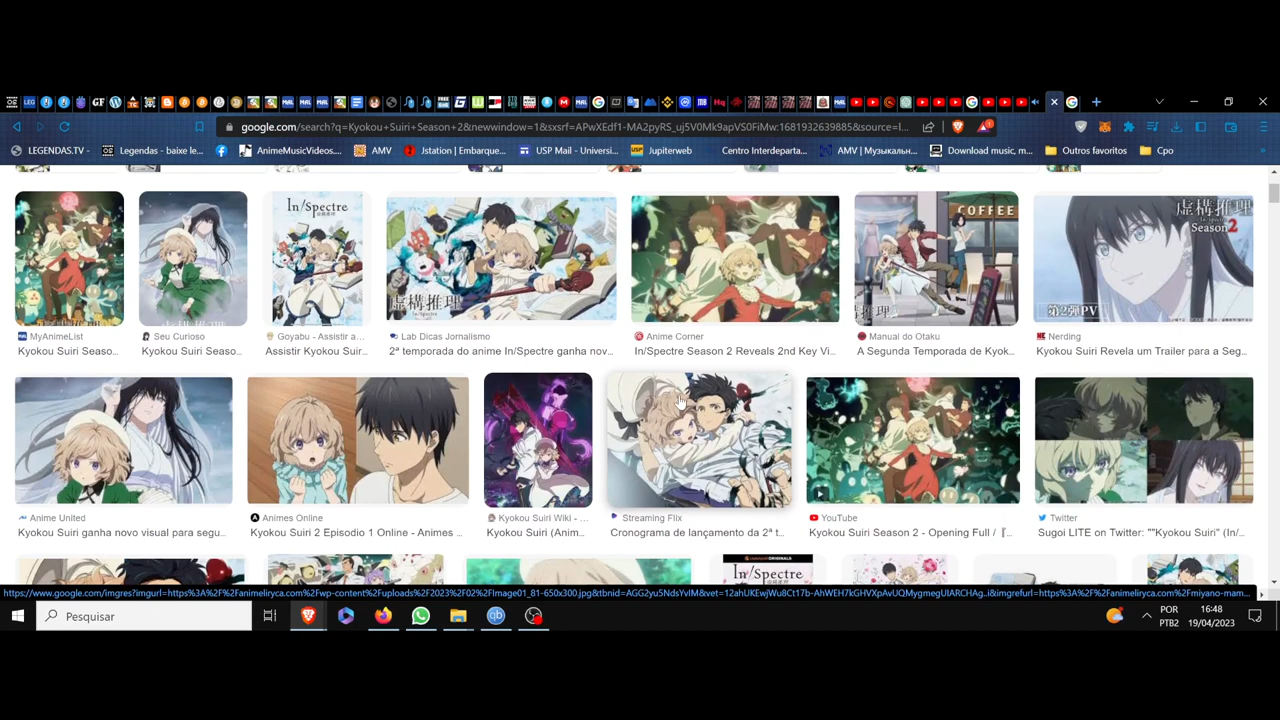 google.com/search?q=Kyokou+Suiri+Season+2&newwindow=1&sxsrf=APwXEdf1-MA2pyRS_uj5V0Mk9apVS0FiMw:1681932639885&source=l...
LEGENDAS.TV -
Legendas - baixe le...
AnimeMusicVideos....
AMV
Jstation | Embarque...
USP Mail - Universi...
Jupiterweb
Centro Interdeparta...
AMV | Музыкальн...
Download music, m...
Outros favoritos
Cpo
In/Spectre
虚構推理
虚構推理
COFFEE
虚構推理
In/Spectre
Season2
第2弾PV
MyAnimeList
Kyokou Suiri Seaso...
Seu Curioso
Kyokou Suiri Seaso...
Goyabu - Assistir a...
Assistir Kyokou Suir...
Lab Dicas Jornalismo
2ª temporada do anime In/Spectre ganha nov...
Anime Corner
In/Spectre Season 2 Reveals 2nd Key Vi...
Manual do Otaku
A Segunda Temporada de Kyok...
Nerding
Kyokou Suiri Revela um Trailer para a Seg...
Anime United
Kyokou Suiri ganha novo visual para segu...
Animes Online
Kyokou Suiri 2 Episodio 1 Online - Animes ...
Kyokou Suiri Wiki - ...
Kyokou Suiri (Anim...
Streaming Flix
Cronograma de lançamento da 2ª t...
YouTube
Kyokou Suiri Season 2 - Opening Full /『...
Twitter
Sugoi LITE on Twitter: ""Kyokou Suiri" (In/...
In/Spectre
https://www.google.com/imgres?imgurl=https%3A%2F%2Fanimeliryca.com%2Fwp-content%2Fuploads%2F2023%2F02%2FImage01_81-650x300.jpg&tbnid=AGG2yu5NdsYvIM&vet=12ahUKEwjWu8Ct17b-AhWEH7kGHVXpAvUQMygmegUIARCHAg..i&imgrefurl=https%3A%2F%2Fanimeliryca.com%2Fmiyano-mam...
Pesquisar
POR
PTB2
16:48
19/04/2023